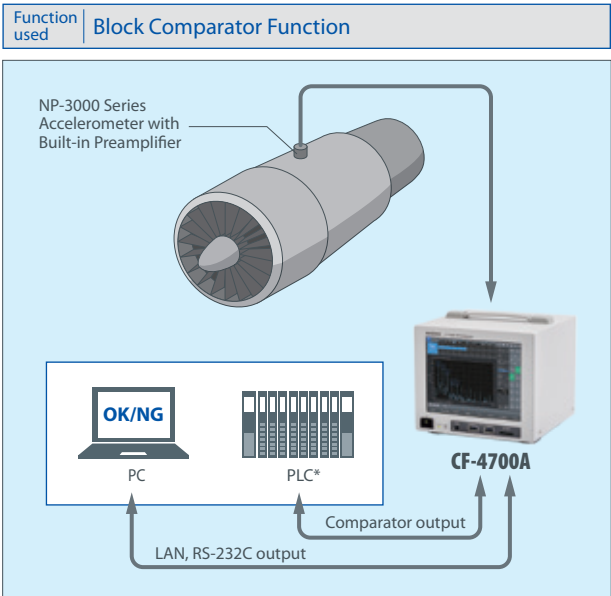 Function
used
Block Comparator Function
NP-3000 Series
Accelerometer with
Built-in Preamplifier
CF-4700A
OK/NG
PC
PLC*
Comparator output
LAN, RS-232C output